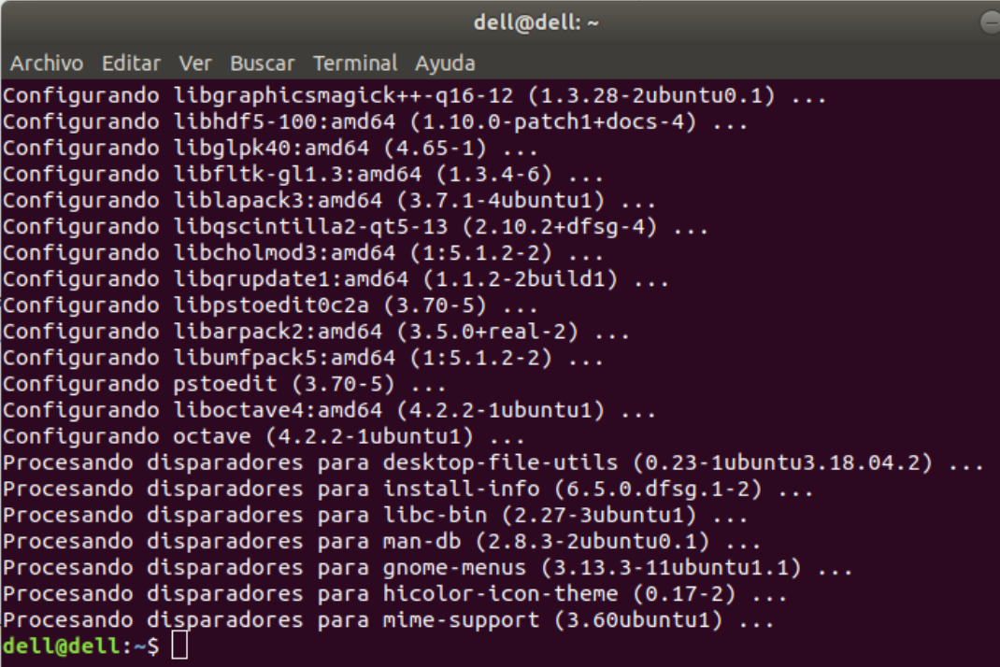 dell@dell: ~
Archivo Editar Ver Buscar Terminal Ayuda
Configurando libgraphicsmagick++-q16-12 (1.3.28-2ubuntu0.1) ...
Configurando libhdf5-100:amd64 (1.10.0-patch1+docs-4) ...
Configurando libglpk40:amd64 (4.65-1) ...
Configurando libfltk-gl1.3:amd64 (1.3.4-6) ...
Configurando liblapack3:amd64 (3.7.1-4ubuntu1) ...
Configurando libqscintilla2-qt5-13 (2.10.2+dfsg-4) ...
Configurando libcholmod3:amd64 (1:5.1.2-2) ...
Configurando libqrupdate1:amd64 (1.1.2-2build1) ...
Configurando libpstoedit0c2a (3.70-5) ...
Configurando libarpack2:amd64 (3.5.0+real-2) ...
Configurando libumfpack5:amd64 (1:5.1.2-2) ...
Configurando pstoedit (3.70-5) ...
Configurando liboctave4:amd64 (4.2.2-1ubuntu1) ...
Configurando octave (4.2.2-1ubuntu1) ...
Procesando disparadores para desktop-file-utils (0.23-1ubuntu3.18.04.2) ...
Procesando disparadores para install-info (6.5.0.dfsg.1-2) ...
Procesando disparadores para libc-bin (2.27-3ubuntu1) ...
Procesando disparadores para man-db (2.8.3-2ubuntu0.1) ...
Procesando disparadores para gnome-menus (3.13.3-11ubuntu1.1) ...
Procesando disparadores para hicolor-icon-theme (0.17-2) ...
Procesando disparadores para mime-support (3.60ubuntu1) ...
dell@dell:~$